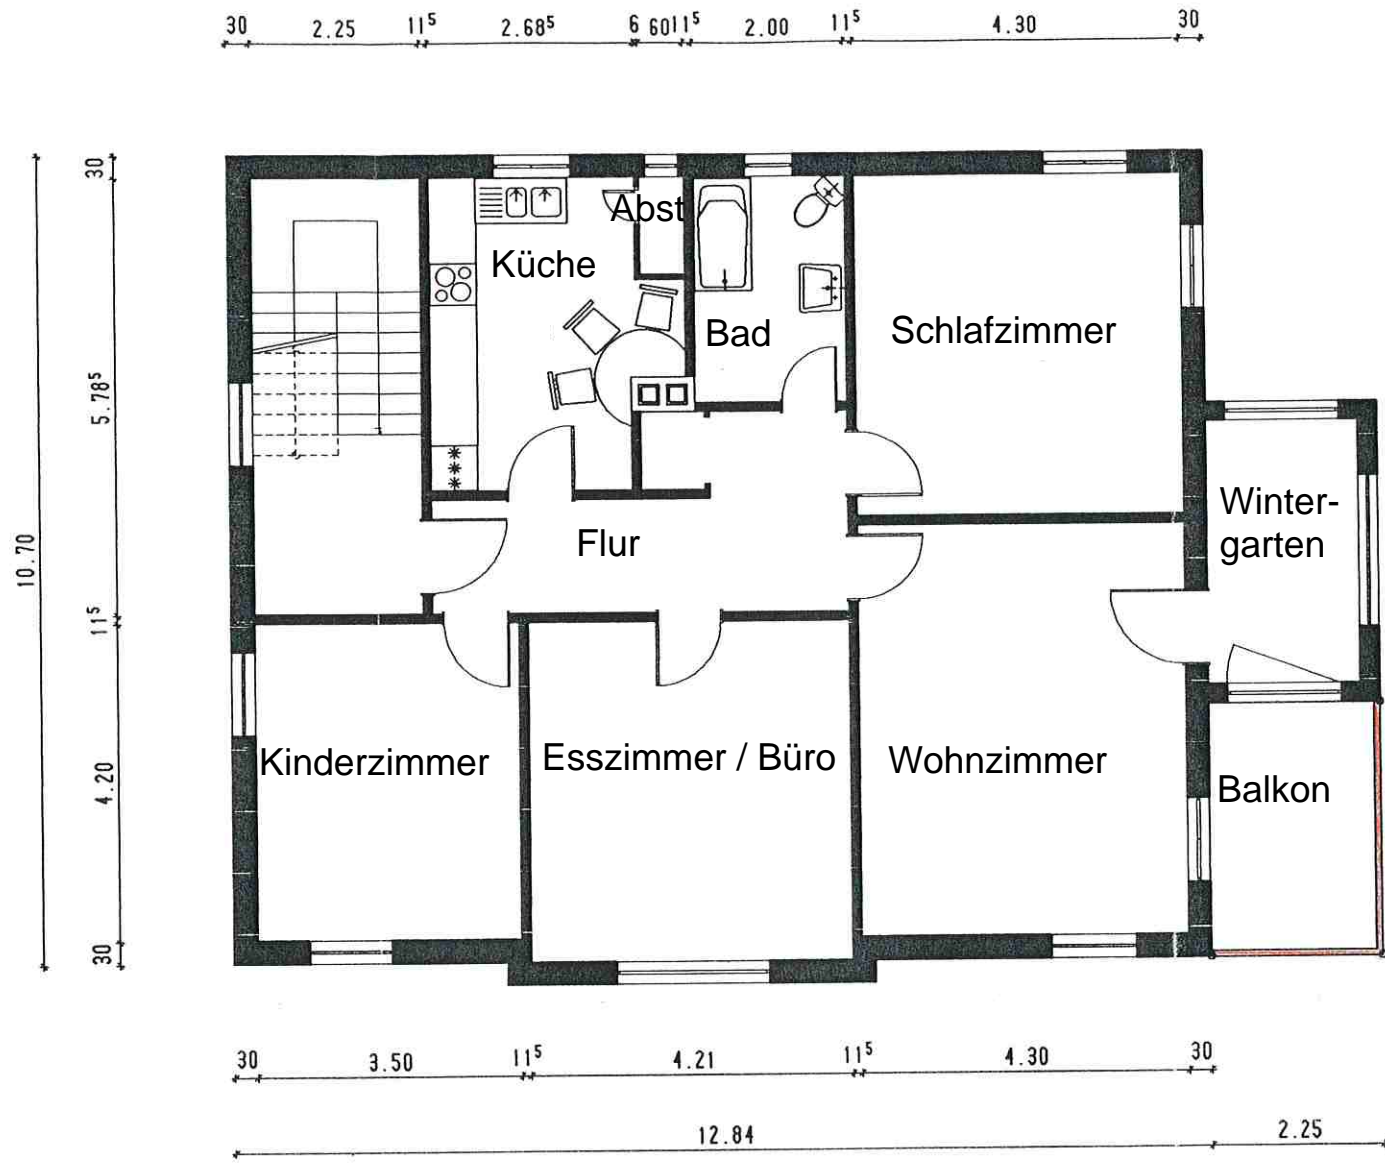 30 2.25 11⁵ 2.68⁵ 6 60 11⁵ 2.00 11⁵ 4.30 30
30
5.78⁵
11⁵
4.20
30
10.70
Abst
Küche
Bad
Schlafzimmer
Winter-
garten
Flur
Kinderzimmer
Esszimmer / Büro
Wohnzimmer
Balkon
30 3.50 11⁵ 4.21 11⁵ 4.30 30
12.84 2.25